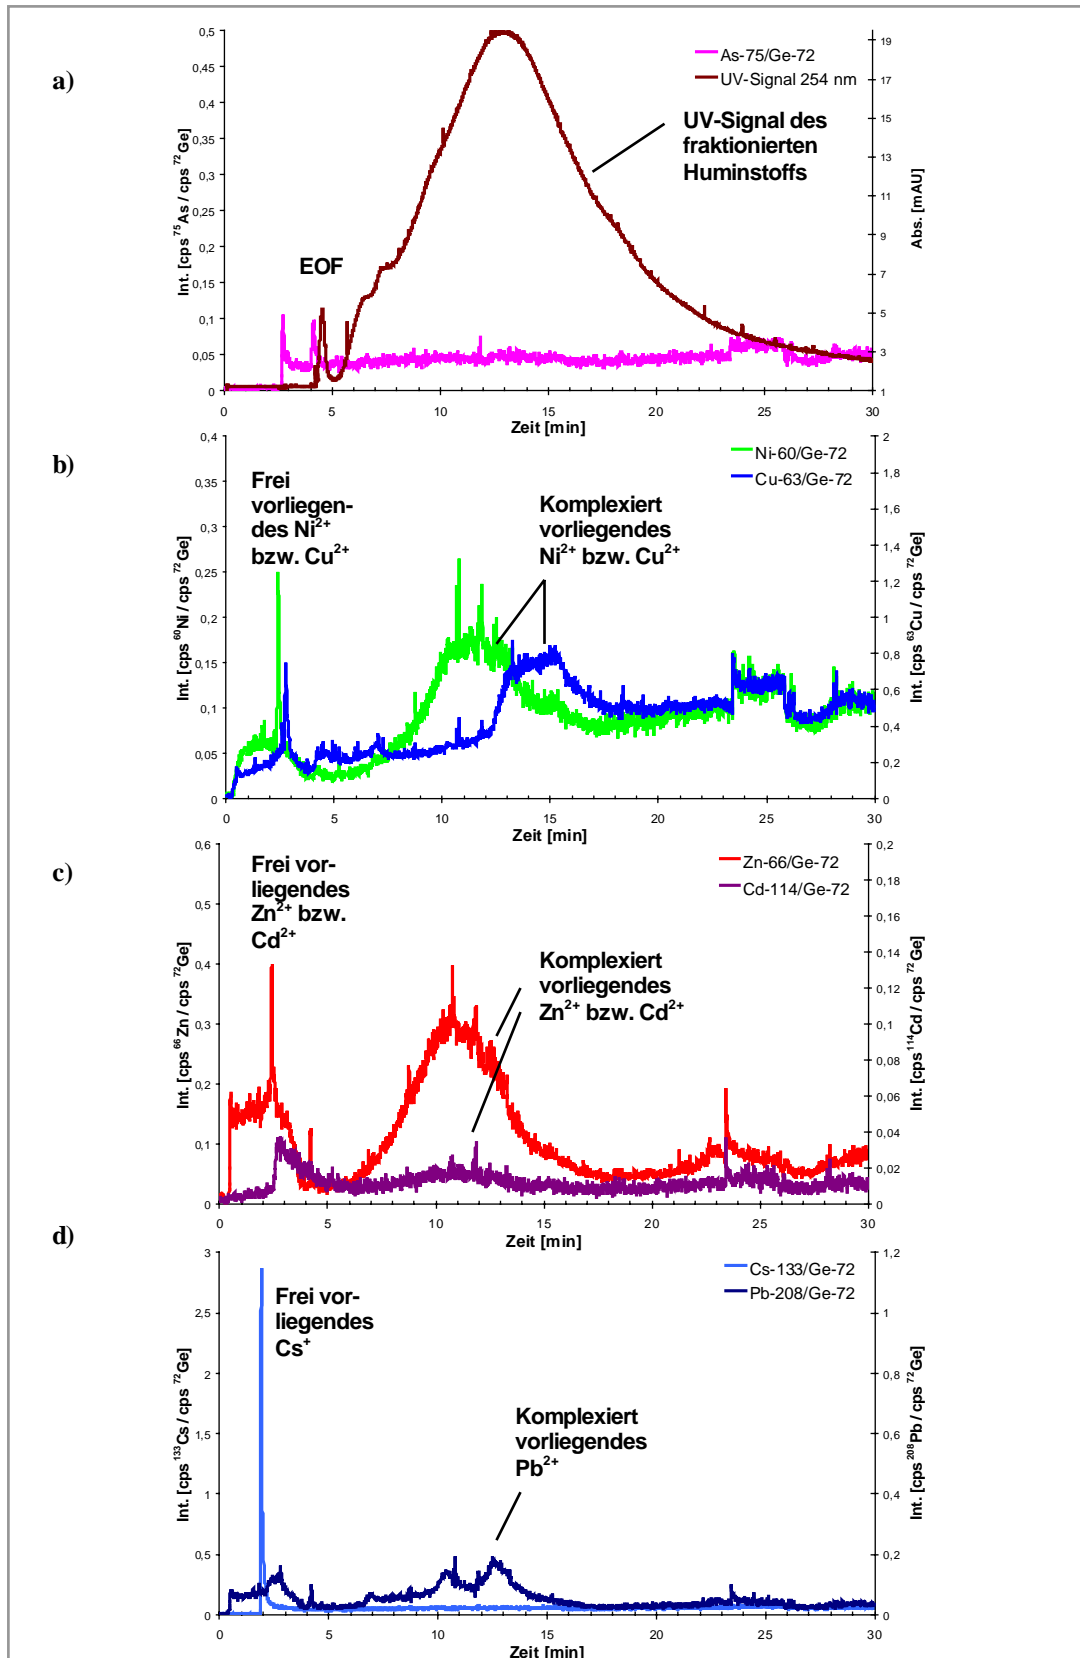 a)
As-75/Ge-72
UV-Signal 254 nm
UV-Signal des
fraktionierten
Huminstoffs
EOF
Int. [cps ⁷⁵As / cps ⁷²Ge]
0,5
0,45
0,4
0,35
0,3
0,25
0,2
0,15
0,1
0,05
0
Abs. [mAU]
19
17
15
13
11
9
7
5
3
1
0 5 10 15 20 25 30
Zeit [min]
b)
Ni-60/Ge-72
Cu-63/Ge-72
Frei
vorliegen-
des Ni²⁺
bzw. Cu²⁺
Komplexiert
vorliegendes
Ni²⁺ bzw. Cu²⁺
Int. [cps ⁶⁰Ni / cps ⁷²Ge]
0,4
0,35
0,3
0,25
0,2
0,15
0,1
0,05
0
Int. [cps ⁶³Cu / cps ⁷²Ge]
2
1,8
1,6
1,4
1,2
1
0,8
0,6
0,4
0,2
0
0 5 10 15 20 25 30
Zeit [min]
c)
Zn-66/Ge-72
Cd-114/Ge-72
Frei vor-
liegendes
Zn²⁺ bzw.
Cd²⁺
Komplexiert
vorliegendes
Zn²⁺ bzw. Cd²⁺
Int. [cps ⁶⁶Zn / cps ⁷²Ge]
0,6
0,5
0,4
0,3
0,2
0,1
0
Int. [cps ¹¹⁴Cd / cps ⁷²Ge]
0,2
0,18
0,16
0,14
0,12
0,1
0,08
0,06
0,04
0,02
0
0 5 10 15 20 25 30
Zeit [min]
d)
Cs-133/Ge-72
Pb-208/Ge-72
Frei vor-
liegendes
Cs⁺
Komplexiert
vorliegendes
Pb²⁺
Int. [cps ¹³³Cs / cps ⁷²Ge]
3
2,5
2
1,5
1
0,5
0
Int. [cps ²⁰⁸Pb / cps ⁷²Ge]
1,2
1
0,8
0,6
0,4
0,2
0
0 5 10 15 20 25 30
Zeit [min]